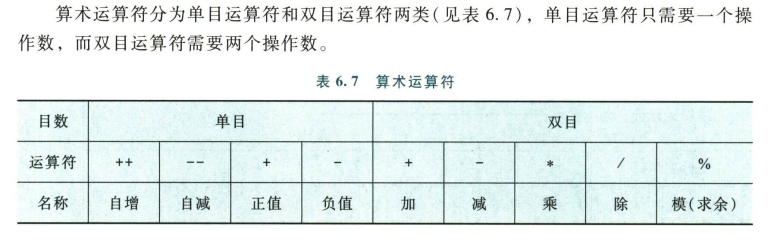 算术运算符分为单目运算符和双目运算符两类(见表 6.7)，单目运算符只需要一个操
作数，而双目运算符需要两个操作数。
表 6.7 算术运算符
目数 单目 双目
运算符 ++ -- + - + - * / %
名称 自增 自减 正值 负值 加 减 乘 除 模(求余)